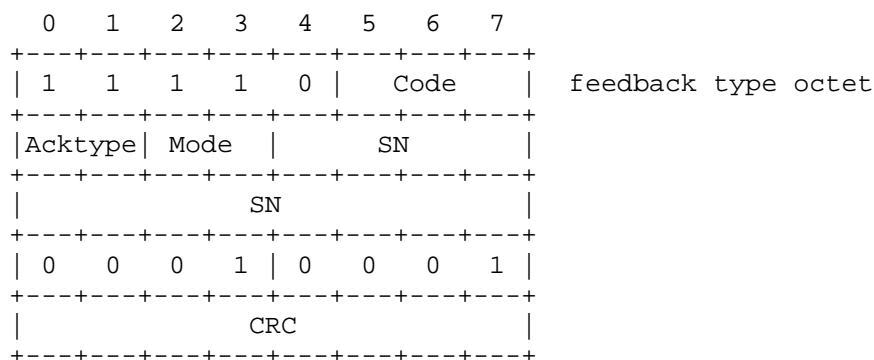 0   1   2   3   4   5   6   7
+---+---+---+---+---+---+---+---+
| 1   1   1   1   0 |   Code    |  feedback type octet
+---+---+---+---+---+---+---+---+
|Acktype| Mode  |      SN       |
+---+---+---+---+---+---+---+---+
|              SN               |
+---+---+---+---+---+---+---+---+
| 0   0   0   1 | 0   0   0   1 |
+---+---+---+---+---+---+---+---+
|              CRC              |
+---+---+---+---+---+---+---+---+